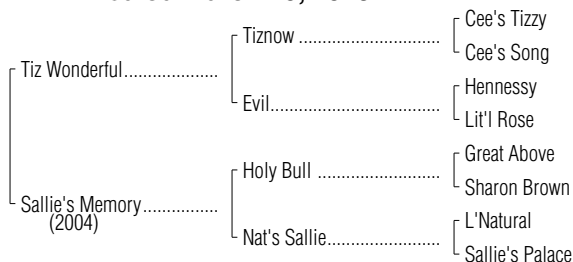 Cee's Tizzy
Tiznow
Cee's Song
Tiz Wonderful
Hennessy
Evil
Lit'l Rose
Great Above
Holy Bull
Sharon Brown
Sallie's Memory
(2004)
L'Natural
Nat's Sallie
Sallie's Palace